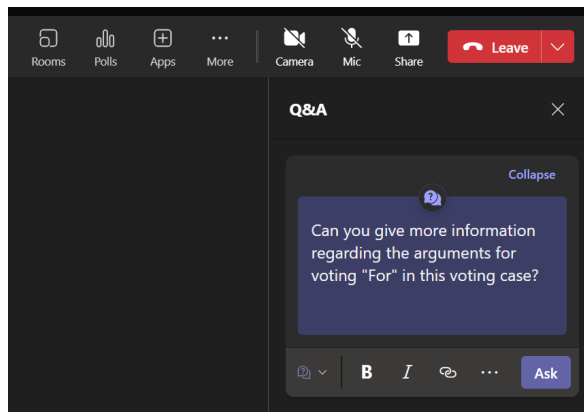 Rooms Polls Apps More Camera Mic Share Leave
Q&A
Collapse
Can you give more information
regarding the arguments for
voting "For" in this voting case?
B I Ask